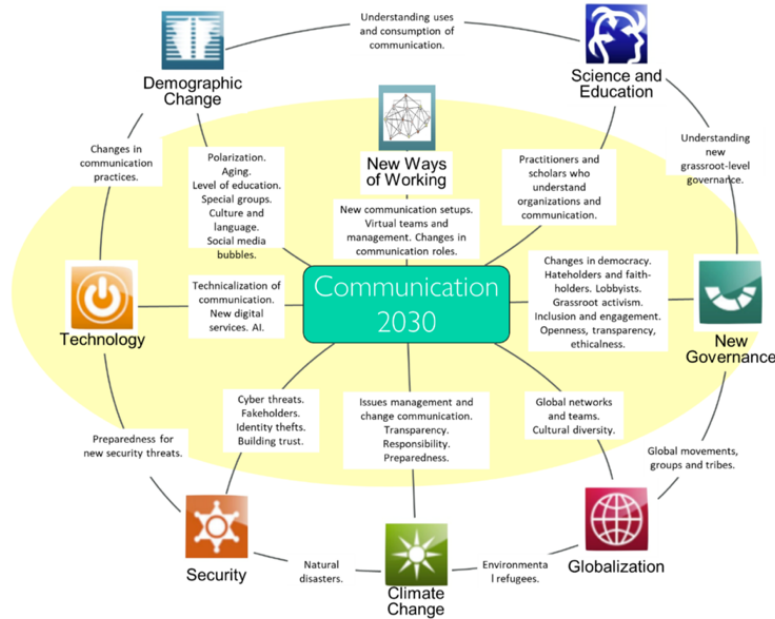 Understanding uses
and consumption of
communication.
Demographic
Change
Science and
Education
New Ways
of Working
Changes in
communication
practices.
Understanding
new
grassroot-level
governance.
Polarization.
Aging.
Level of education.
Special groups.
Culture and
language.
Social media
bubbles.
New communication setups.
Virtual teams and
management. Changes in
communication roles.
Practitioners and
scholars who
understand
organizations and
communication.
Technology
Technicalization of
communication.
New digital
services. AI.
Communication
2030
Changes in democracy.
Hateholders and faith-
holders. Lobbyists.
Grassroot activism.
Inclusion and engagement.
Openness, transparency,
ethicalness.
New
Governance
Preparedness for
new security threats.
Cyber threats.
Fakeholders.
Identity thefts.
Building trust.
Issues management and
change communication.
Transparency.
Responsibility.
Preparedness.
Global networks
and teams.
Cultural diversity.
Global movements,
groups and tribes.
Security
Natural
disasters.
Climate
Change
Environmenta
l refugees.
Globalization